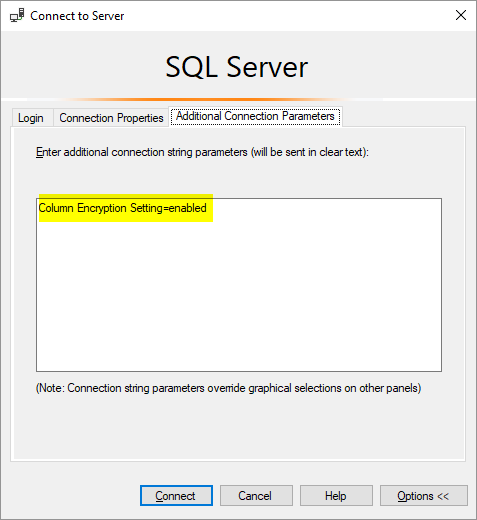 Connect to Server
SQL Server
Login Connection Properties Additional Connection Parameters
Enter additional connection string parameters (will be sent in clear text):
Column Encryption Setting=enabled
(Note: Connection string parameters override graphical selections on other panels)
Connect Cancel Help Options <<